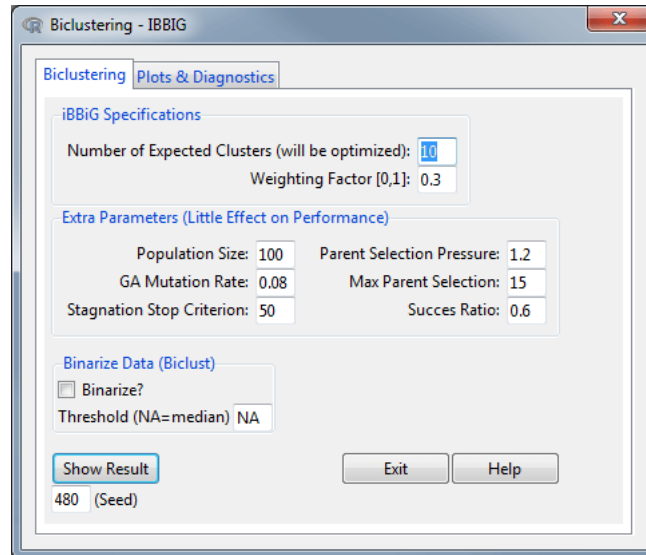 Biclustering - IBBIG
Biclustering Plots & Diagnostics
iBBiG Specifications
Number of Expected Clusters (will be optimized): 10
Weighting Factor [0,1]: 0.3
Extra Parameters (Little Effect on Performance)
Population Size: 100 Parent Selection Pressure: 1.2
GA Mutation Rate: 0.08 Max Parent Selection: 15
Stagnation Stop Criterion: 50 Succes Ratio: 0.6
Binarize Data (Biclust)
Binarize?
Threshold (NA=median) NA
Show Result Exit Help
480 (Seed)